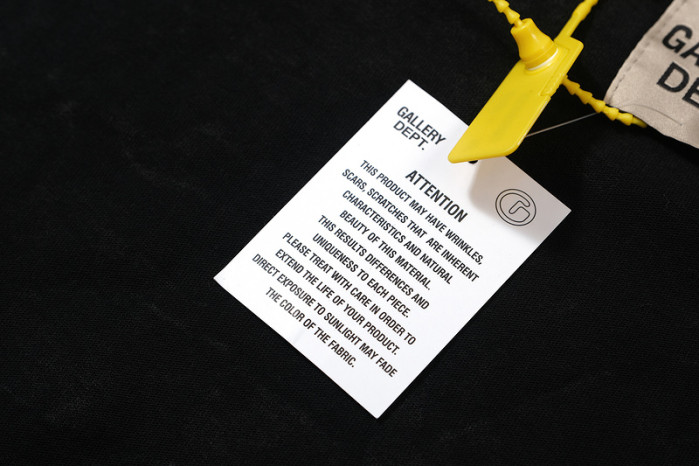 GALLERY
DEPT.
ATTENTION
THIS PRODUCT MAY HAVE WRINKLES,
SCARS, SCRATCHES THAT ARE INHERENT
CHARACTERISTICS AND NATURAL
BEAUTY OF THIS MATERIAL.
THIS RESULTS DIFFERENCES AND
UNIQUENESS TO EACH PIECE.
PLEASE TREAT WITH CARE IN ORDER TO
EXTEND THE LIFE OF YOUR PRODUCT.
DIRECT EXPOSURE TO SUNLIGHT MAY FADE
THE COLOR OF THE FABRIC.
G
GA
DE